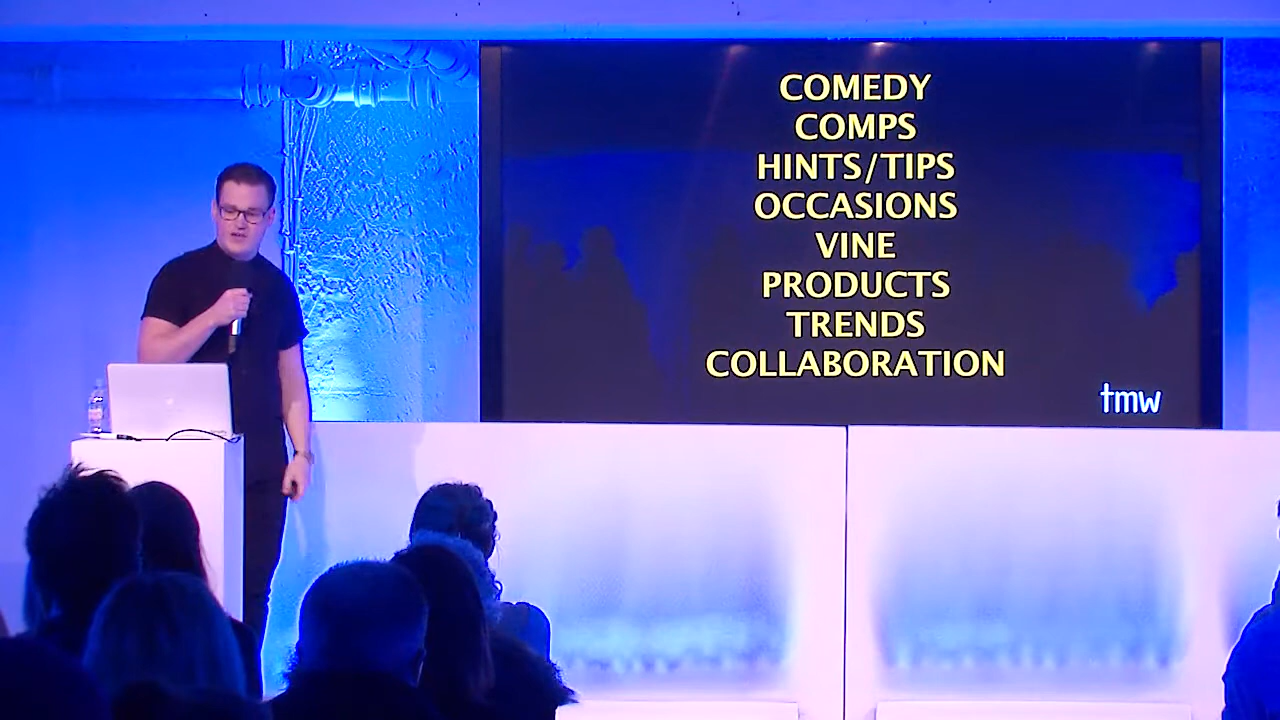 COMEDY
COMPS
HINTS/TIPS
OCCASIONS
VINE
PRODUCTS
TRENDS
COLLABORATION
tmw